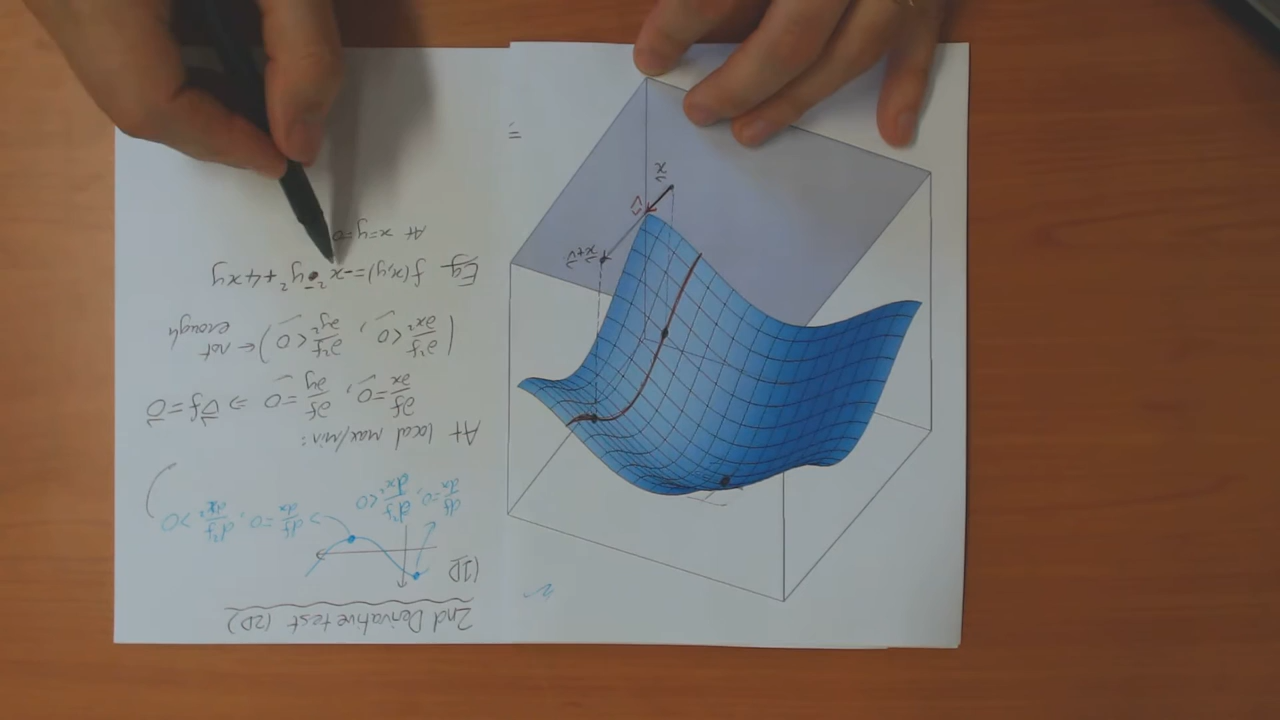 2nd Derivative test (2D)
(1D)
df/dx=0, d²f/dx²<0
df/dx=0, d²f/dx²>0
At local max/min:
∂f/∂x=0, ∂f/∂y=0 ⇒ ∇f=0
(∂²f/∂x²<0, ∂²f/∂y²<0) ← not enough
Eg f(x,y)=-x²-y²+4xy
At x=y=0
=
x
v
x+v